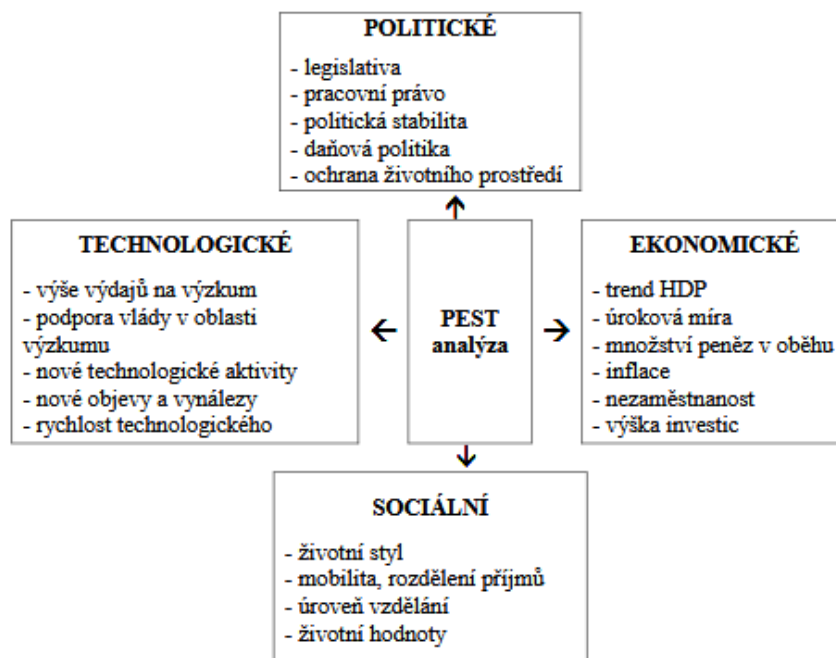 POLITICKÉ
- legislativa
- pracovní právo
- politická stabilita
- daňová politika
- ochrana životního prostředí
TECHNOLOGICKÉ
- výše výdajů na výzkum
- podpora vlády v oblasti
výzkumu
- nové technologické aktivity
- nové objevy a vynálezy
- rychlost technologického
PEST
analýza
EKONOMICKÉ
- trend HDP
- úroková míra
- množství peněz v oběhu
- inflace
- nezaměstnanost
- výška investic
SOCIÁLNÍ
- životní styl
- mobilita, rozdělení příjmů
- úroveň vzdělání
- životní hodnoty